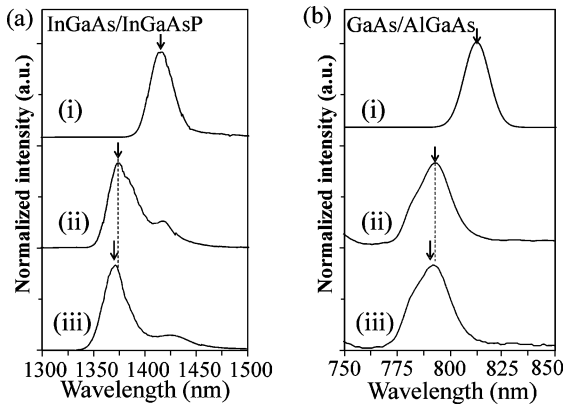 (a)
InGaAs/InGaAsP
Normalized intensity (a.u.)
(i)
(ii)
(iii)
1300 1350 1400 1450 1500
Wavelength (nm)
(b)
GaAs/AlGaAs
Normalized intensity (a.u.)
(i)
(ii)
(iii)
750 775 800 825 850
Wavelength (nm)